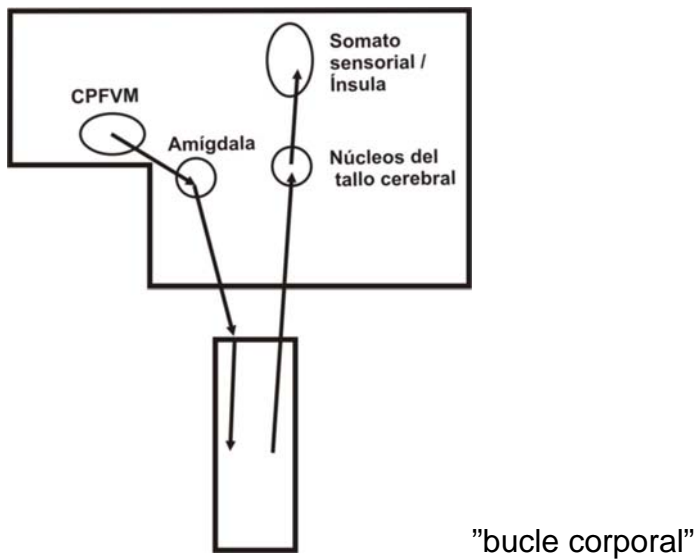 Somato
sensorial /
Ínsula
CPFVM
Amígdala
Núcleos del
tallo cerebral
”bucle corporal”